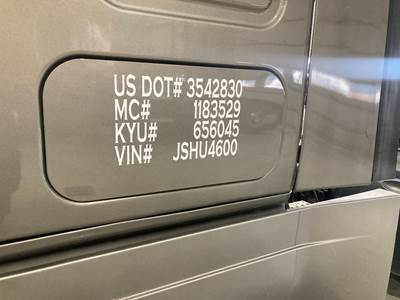 US DOT# 3542830
MC# 1183529
KYU# 656045
VIN# JSHU4600